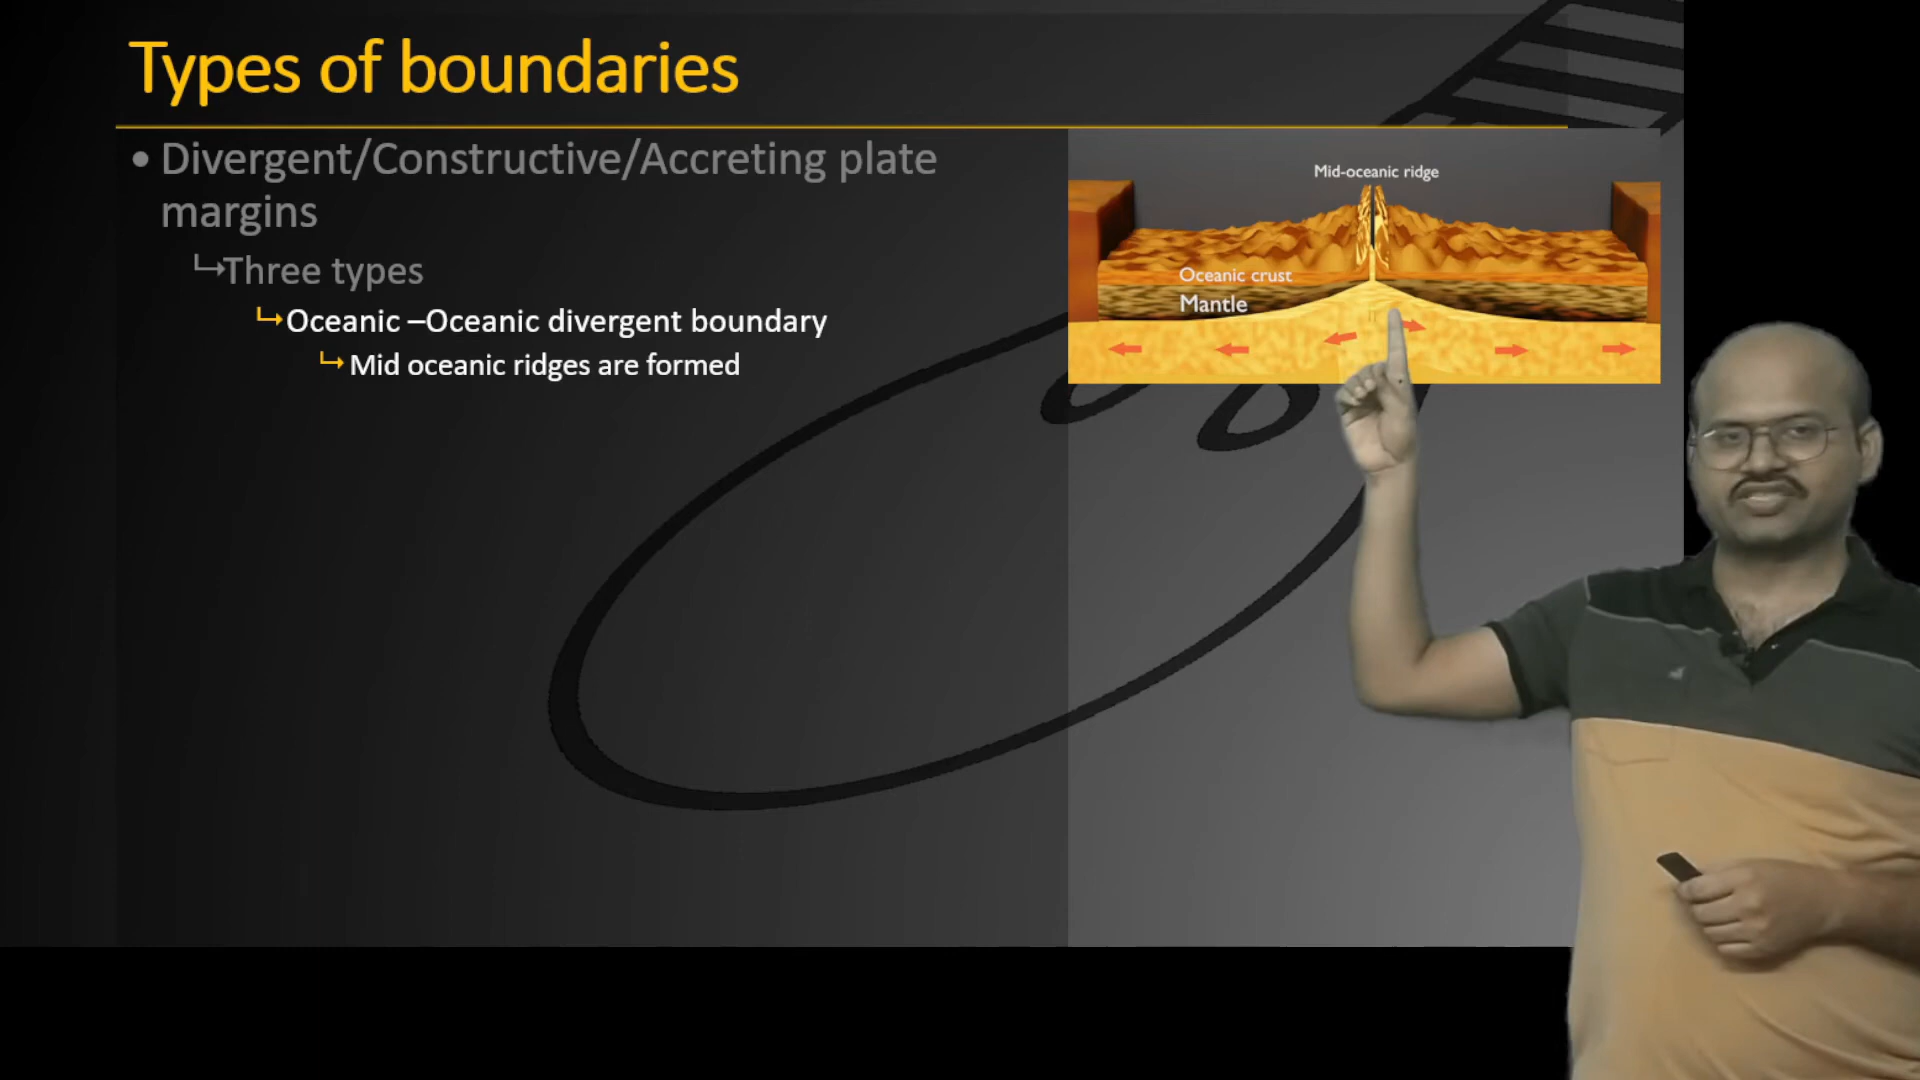 Types of boundaries
• Divergent/Constructive/Accreting plate
margins
Three types
Oceanic –Oceanic divergent boundary
Mid oceanic ridges are formed
Mid-oceanic ridge
Oceanic crust
Mantle